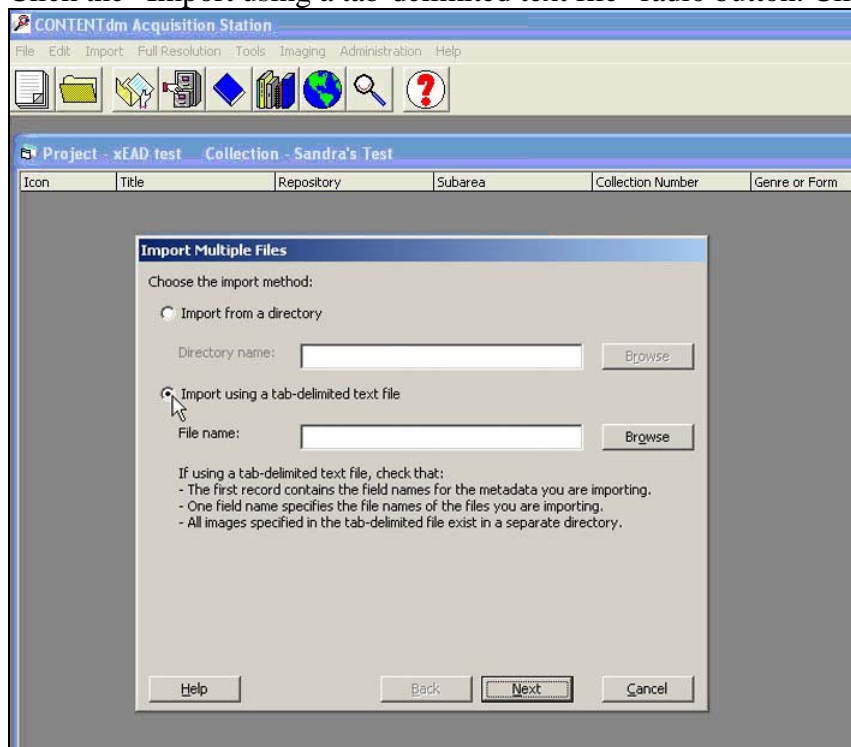 CONTENTdm Acquisition Station
File Edit Import Full Resolution Tools Imaging Administration Help
Project - xEAD test Collection - Sandra's Test
Icon Title Repository Subarea Collection Number Genre or Form
Import Multiple Files
Choose the import method:
Import from a directory
Directory name: Browse
Import using a tab-delimited text file
File name: Browse
If using a tab-delimited text file, check that:
- The first record contains the field names for the metadata you are importing.
- One field name specifies the file names of the files you are importing.
- All images specified in the tab-delimited file exist in a separate directory.
Help Back Next Cancel